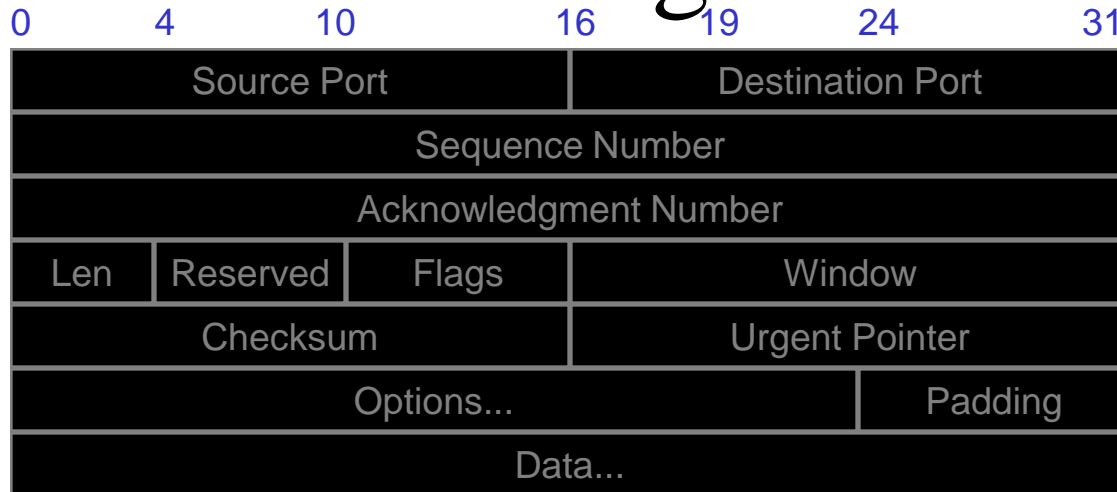 0 4 10 16 19 24 31
Source Port Destination Port
Sequence Number
Acknowledgment Number
Len Reserved Flags Window
Checksum Urgent Pointer
Options... Padding
Data...